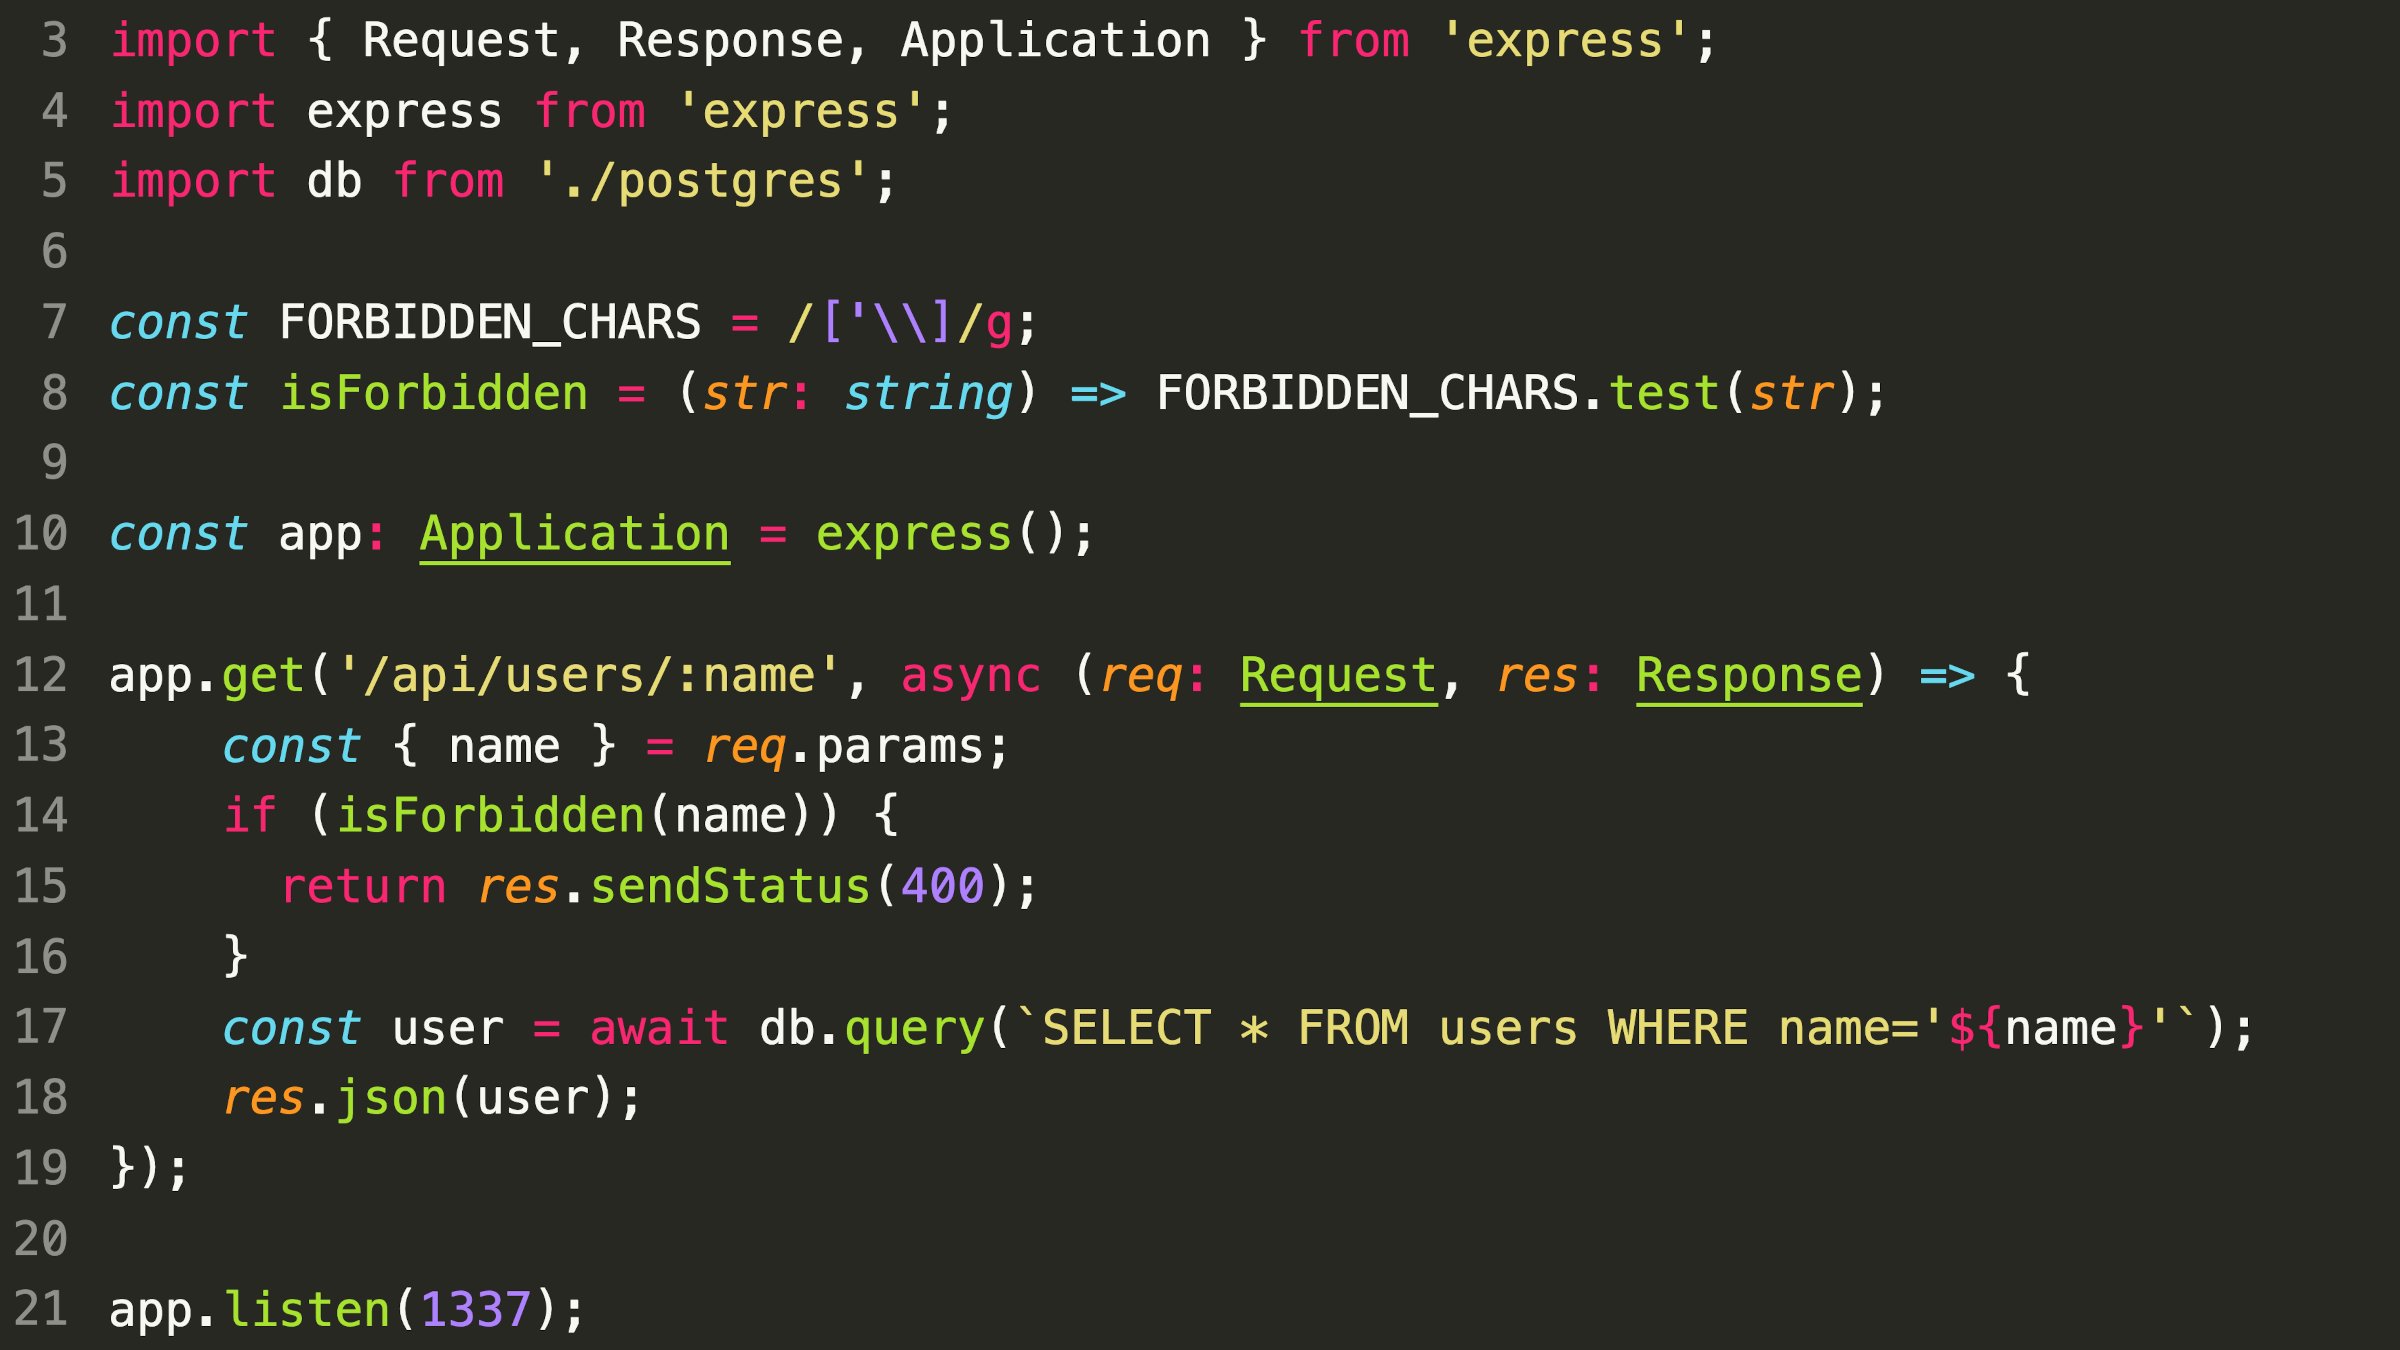 3 import { Request, Response, Application } from 'express';
4 import express from 'express';
5 import db from './postgres';
6
7 const FORBIDDEN_CHARS = /['\\]/g;
8 const isForbidden = (str: string) => FORBIDDEN_CHARS.test(str);
9
10 const app: Application = express();
11
12 app.get('/api/users/:name', async (req: Request, res: Response) => {
13     const { name } = req.params;
14     if (isForbidden(name)) {
15       return res.sendStatus(400);
16     }
17     const user = await db.query(`SELECT * FROM users WHERE name='${name}'`);
18     res.json(user);
19 });
20
21 app.listen(1337);